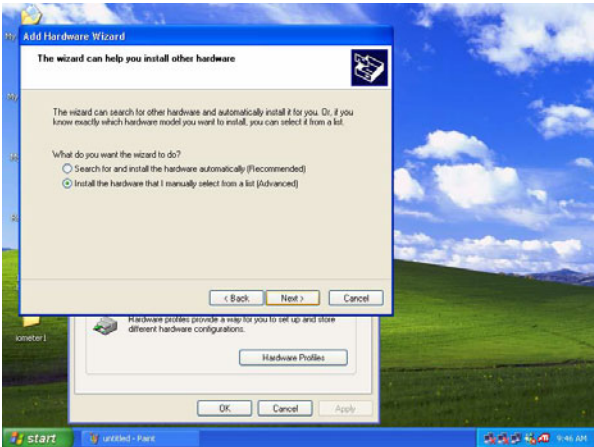 Add Hardware Wizard
The wizard can help you install other hardware
The wizard can search for other hardware and automatically install it for you. Or, if you
know exactly which hardware model you want to install, you can select it from a list.
What do you want the wizard to do?
Search for and install the hardware automatically (Recommended)
Install the hardware that I manually select from a list (Advanced)
< Back
Next >
Cancel
Hardware profiles provide a way for you to set up and store
different hardware configurations.
Hardware Profiles
OK
Cancel
Apply
iometer1
start
untitled - Paint
9:46 AM